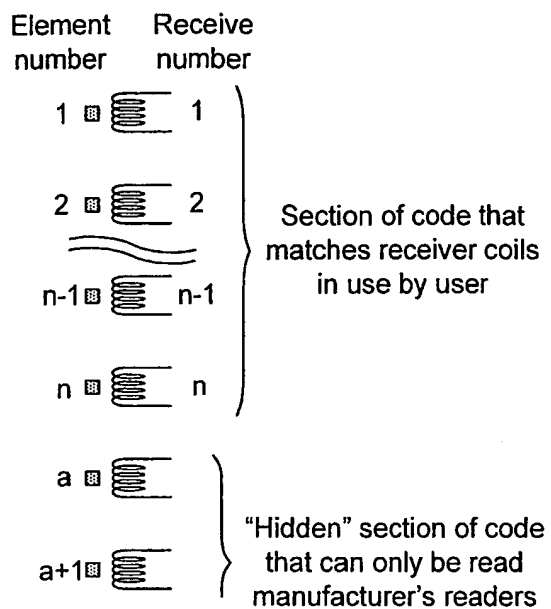 Element number
Receive number
1 1
2 2
n-1 n-1
n n
a
a+1
Section of code that
matches receiver coils
in use by user
"Hidden" section of code
that can only be read
manufacturer's readers